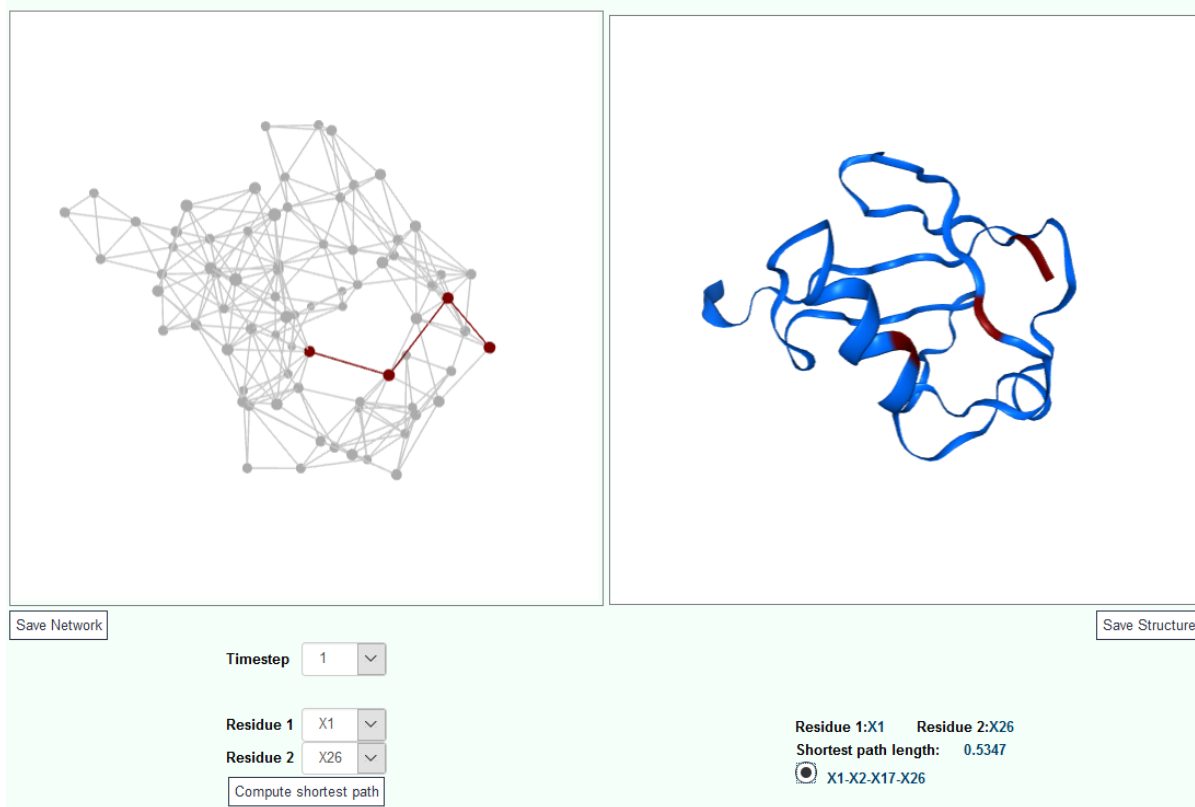 Save Network
Save Structure
Timestep 1
Residue 1 X1
Residue 2 X26
Compute shortest path
Residue 1:X1 Residue 2:X26
Shortest path length: 0.5347
X1-X2-X17-X26